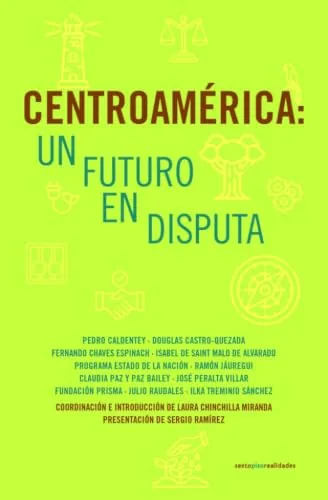 CENTROAMÉRICA:
UN
FUTURO
EN
DISPUTA
PEDRO CALDENTEY · DOUGLAS CASTRO-QUEZADA
FERNANDO CHAVES ESPINACH · ISABEL DE SAINT MALO DE ALVARADO
PROGRAMA ESTADO DE LA NACIÓN · RAMÓN JÁUREGUI
CLAUDIA PAZ Y PAZ BAILEY · JOSÉ PERALTA VILLAR
FUNDACIÓN PRISMA · JULIO RAUDALES · ILKA TREMINIO SÁNCHEZ
COORDINACIÓN E INTRODUCCIÓN DE LAURA CHINCHILLA MIRANDA
PRESENTACIÓN DE SERGIO RAMÍREZ
sextopisorealidades